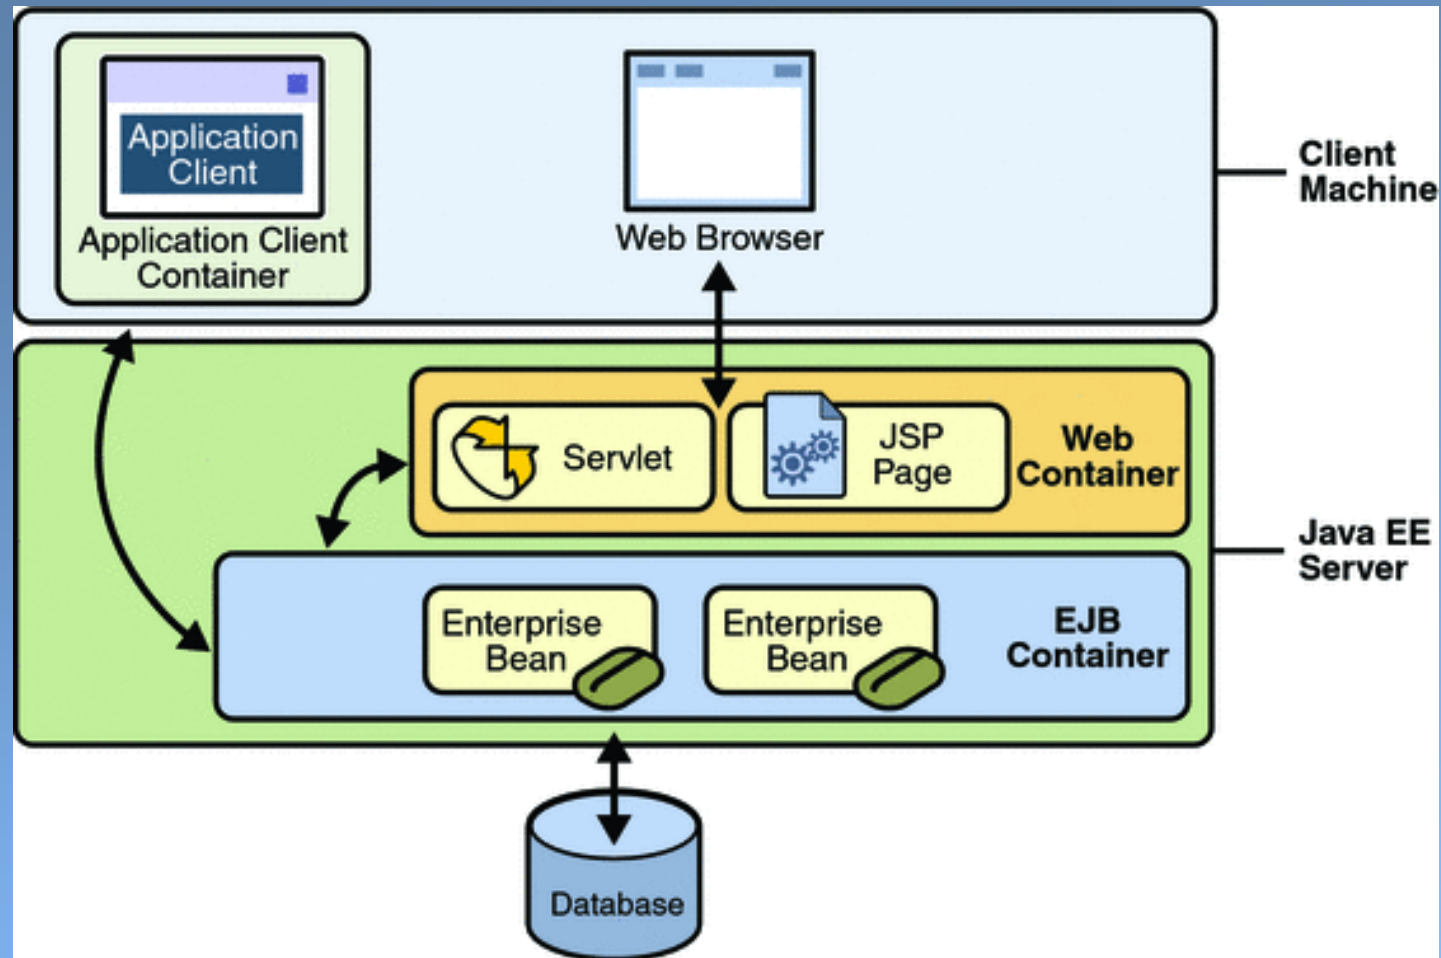 Application
Client
Application Client
Container
Web Browser
Client
Machine
Servlet
JSP
Page
Web
Container
Java EE
Server
Enterprise
Bean
Enterprise
Bean
EJB
Container
Database